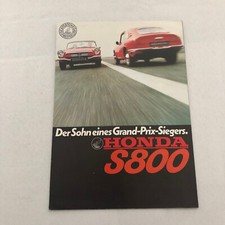 Der Sohn eines Grand-Prix-Siegers.
HONDA
S800